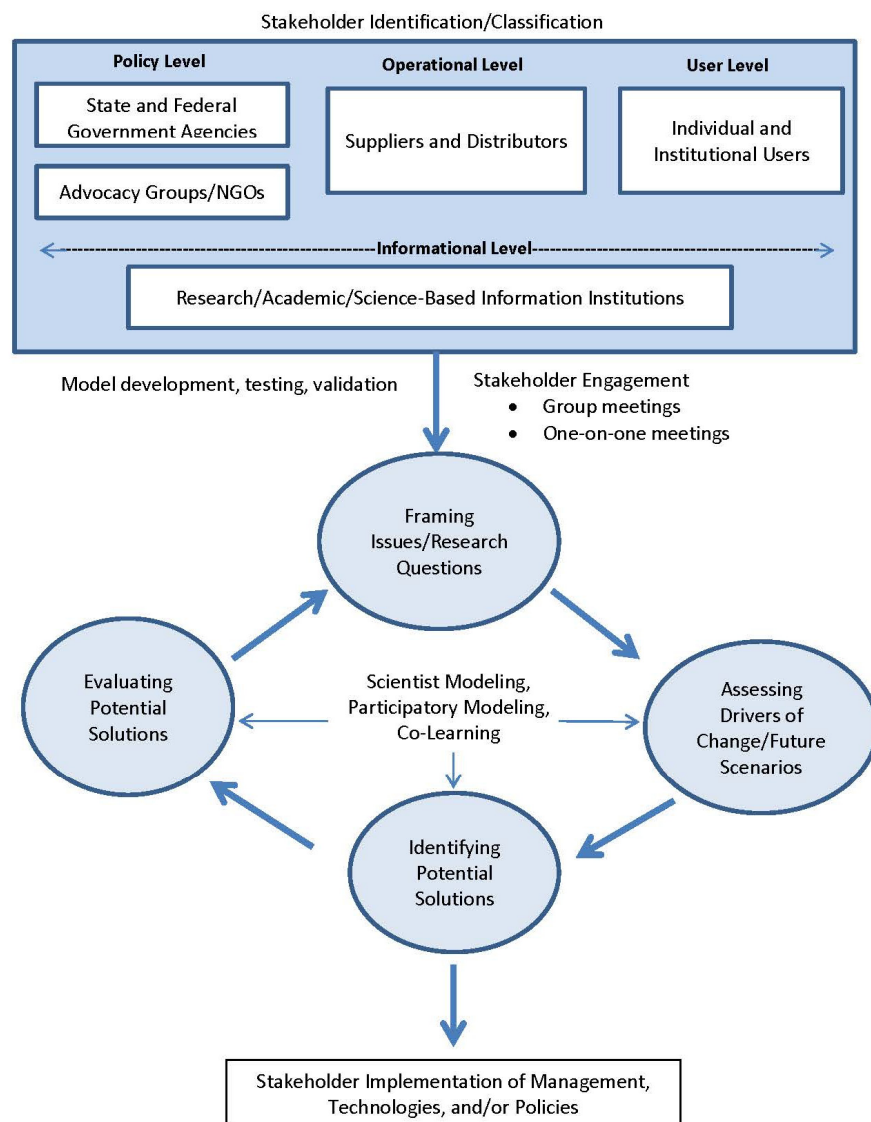 Stakeholder Identification/Classification
Policy Level
State and Federal
Government Agencies
Advocacy Groups/NGOs
Operational Level
Suppliers and Distributors
User Level
Individual and
Institutional Users
Informational Level
Research/Academic/Science-Based Information Institutions
Model development, testing, validation
Stakeholder Engagement
• Group meetings
• One-on-one meetings
Framing
Issues/Research
Questions
Evaluating
Potential
Solutions
Scientist Modeling,
Participatory Modeling,
Co-Learning
Assessing
Drivers of
Change/Future
Scenarios
Identifying
Potential
Solutions
Stakeholder Implementation of Management,
Technologies, and/or Policies